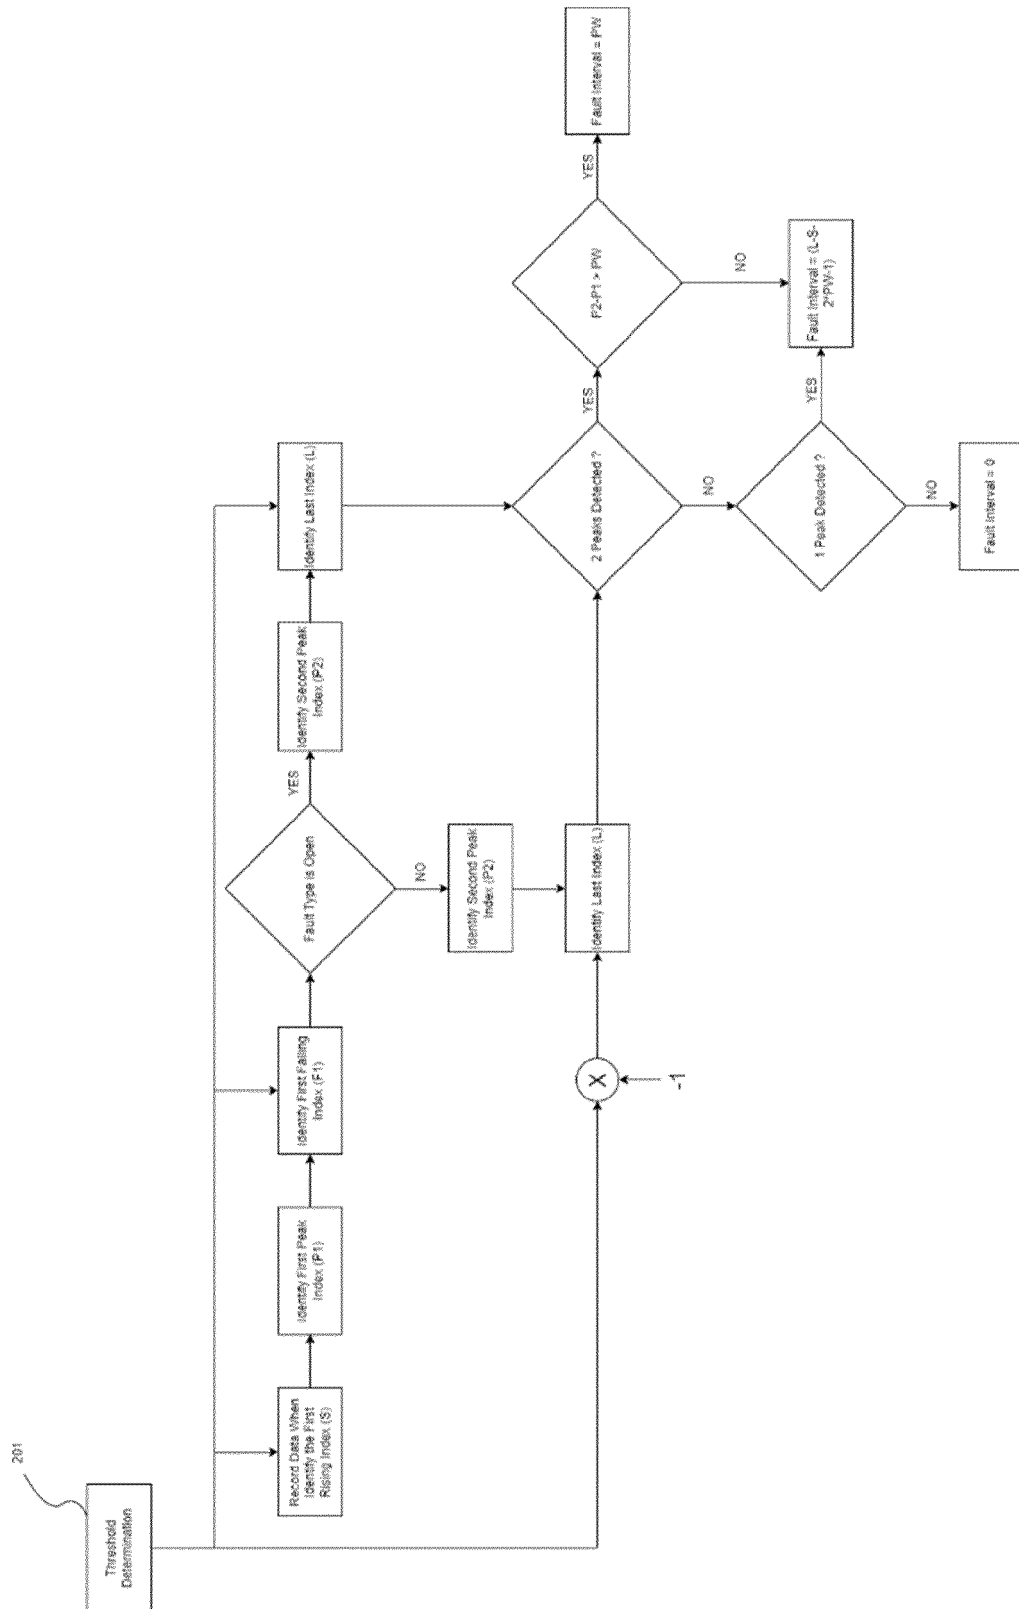 201
Threshold
Determination
Record Data When
Identify the First
Rising Index (S)
Identify First Peak
Index (P1)
Identify First Falling
Index (F1)
Fault Type is Open
YES
NO
Identify Second Peak
Index (P2)
Identify Last Index (L)
Identify Second Peak
Index (P2)
X
-1
Identify Last Index (L)
2 Peaks Detected ?
YES
NO
P2-P1 > PW
YES
NO
Fault Interval = PW
1 Peak Detected ?
YES
NO
Fault Interval = (L-S-
2*PW-1)
Fault Interval = 0